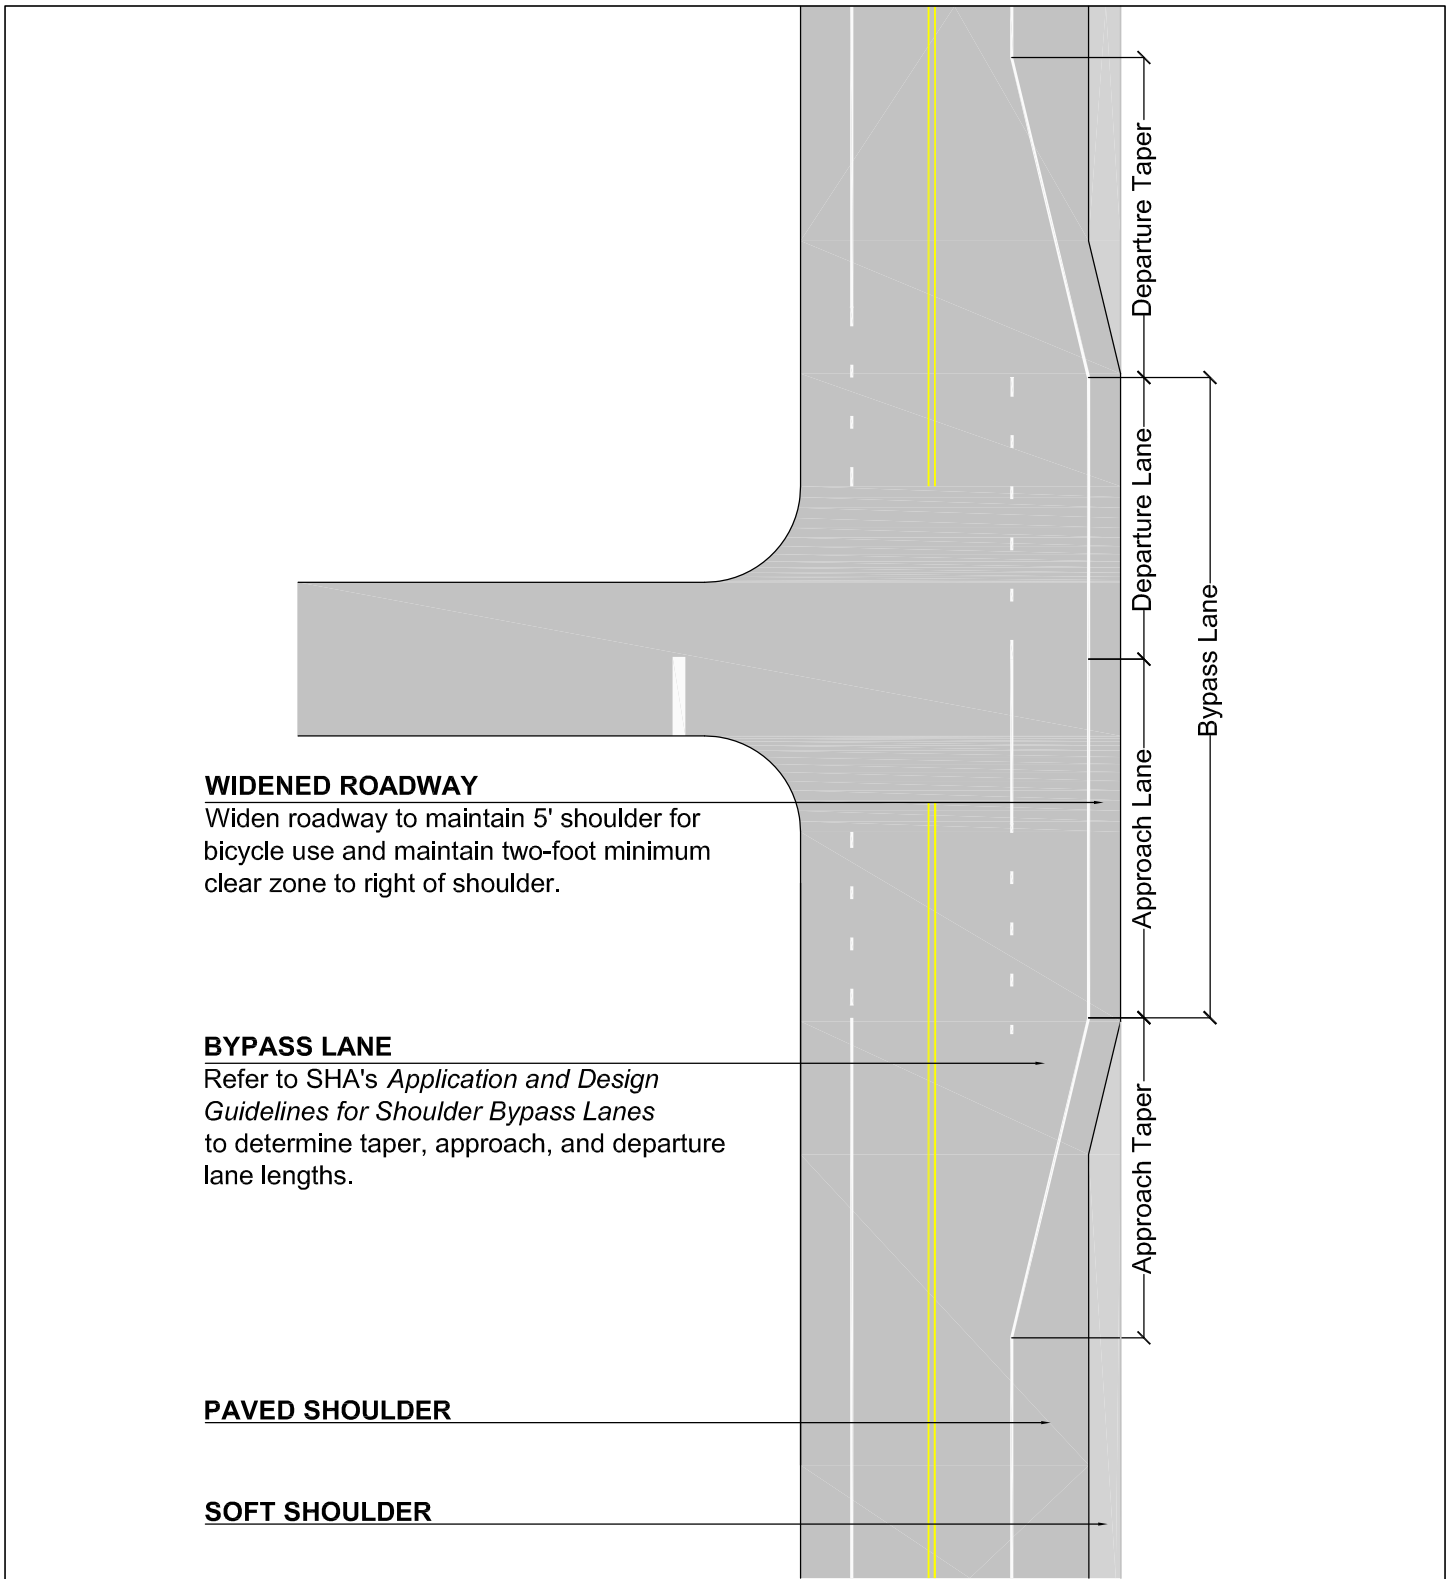 Departure Taper
Departure Lane
Bypass Lane
Approach Lane
WIDENED ROADWAY
Widen roadway to maintain 5' shoulder for
bicycle use and maintain two-foot minimum
clear zone to right of shoulder.
BYPASS LANE
Refer to SHA's Application and Design
Guidelines for Shoulder Bypass Lanes
to determine taper, approach, and departure
lane lengths.
Approach Taper
PAVED SHOULDER
SOFT SHOULDER